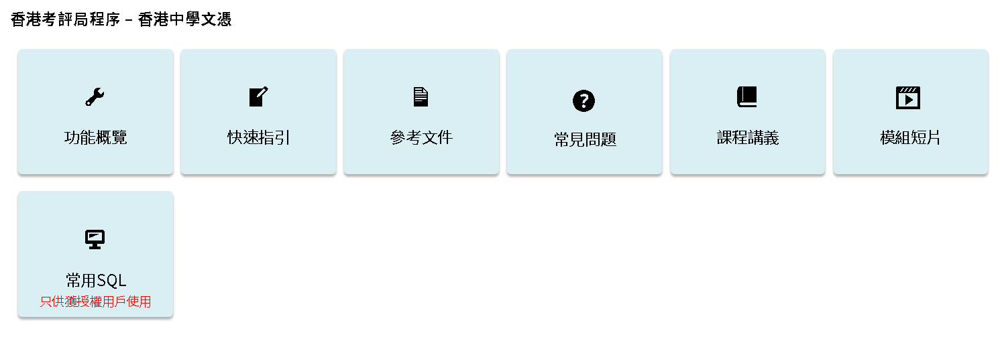 香港考評局程序 – 香港中學文憑
功能概覽
快速指引
參考文件
常見問題
課程講義
模組短片
常用SQL
只供獲授權用戶使用